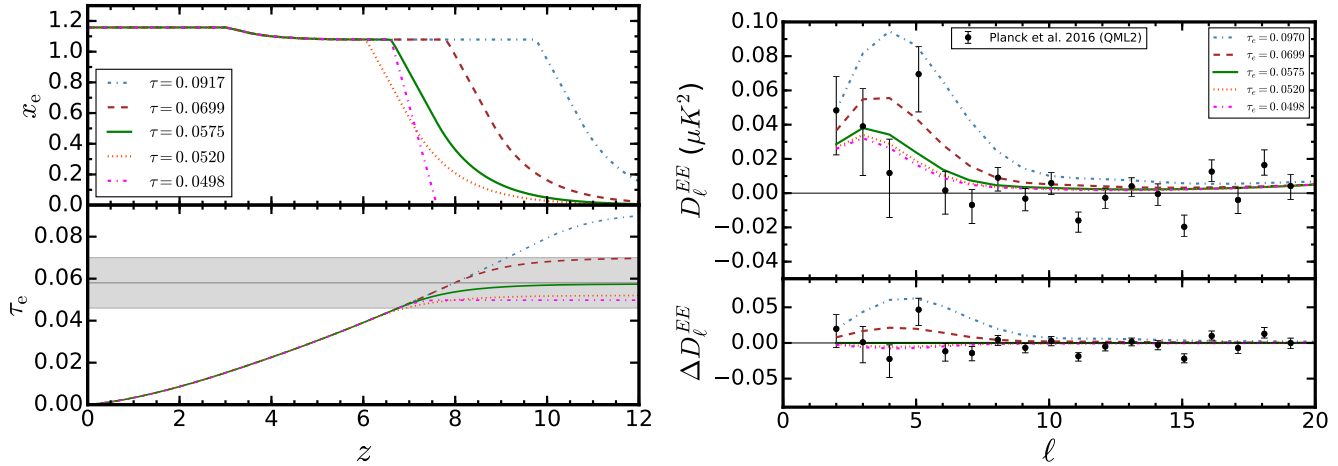 1.2
1.0
0.8
0.6
0.4
0.2
0.0
x_e
τ = 0.0917
τ = 0.0699
τ = 0.0575
τ = 0.0520
τ = 0.0498
0.08
0.06
0.04
0.02
0.00
τ_e
0 2 4 6 8 10 12
z
0.10
0.08
0.06
0.04
0.02
0.00
−0.02
−0.04
D_ℓ^{EE} (μK²)
Planck et al. 2016 (QML2)
τ_e = 0.0970
τ_e = 0.0699
τ_e = 0.0575
τ_e = 0.0520
τ_e = 0.0498
0.05
0.00
−0.05
ΔD_ℓ^{EE}
0 5 10 15 20
ℓ